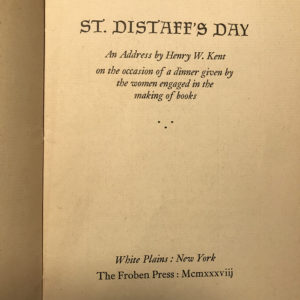 ST. DISTAFF'S DAY
An Address by Henry W. Kent
on the occasion of a dinner given by
the women engaged in the
making of books
White Plains : New York
The Froben Press : Mcmxxxviij